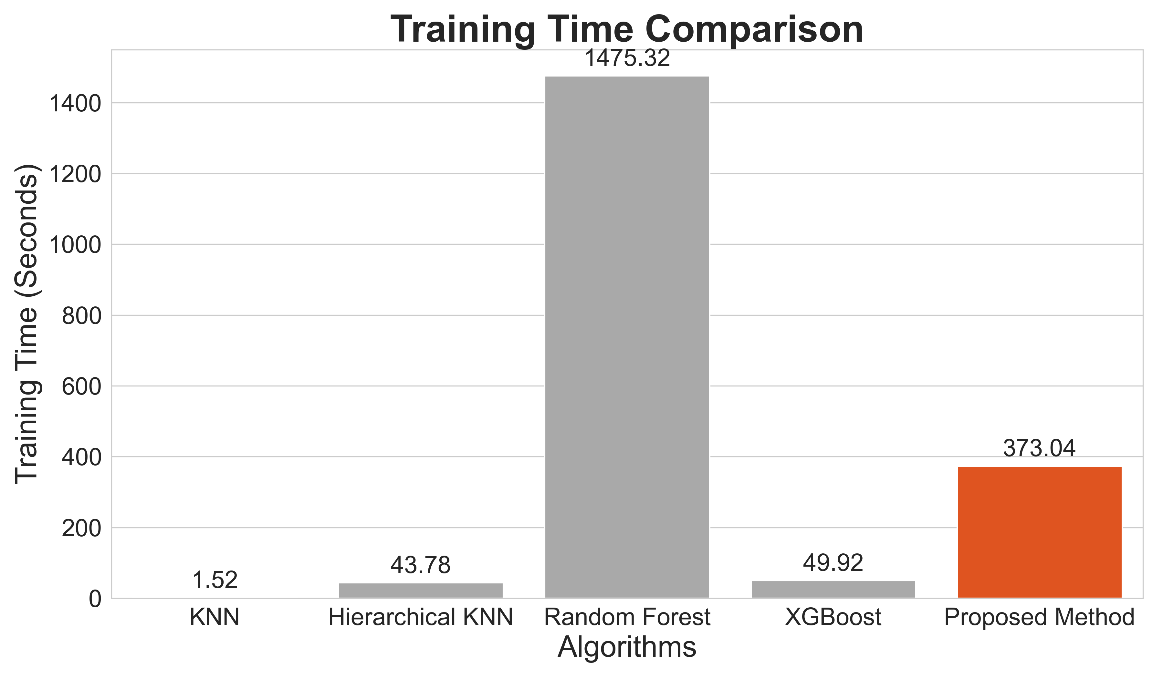 Training Time Comparison
Training Time (Seconds)
1400
1200
1000
800
600
400
200
0
1.52
43.78
1475.32
49.92
373.04
KNN
Hierarchical KNN
Random Forest
XGBoost
Proposed Method
Algorithms